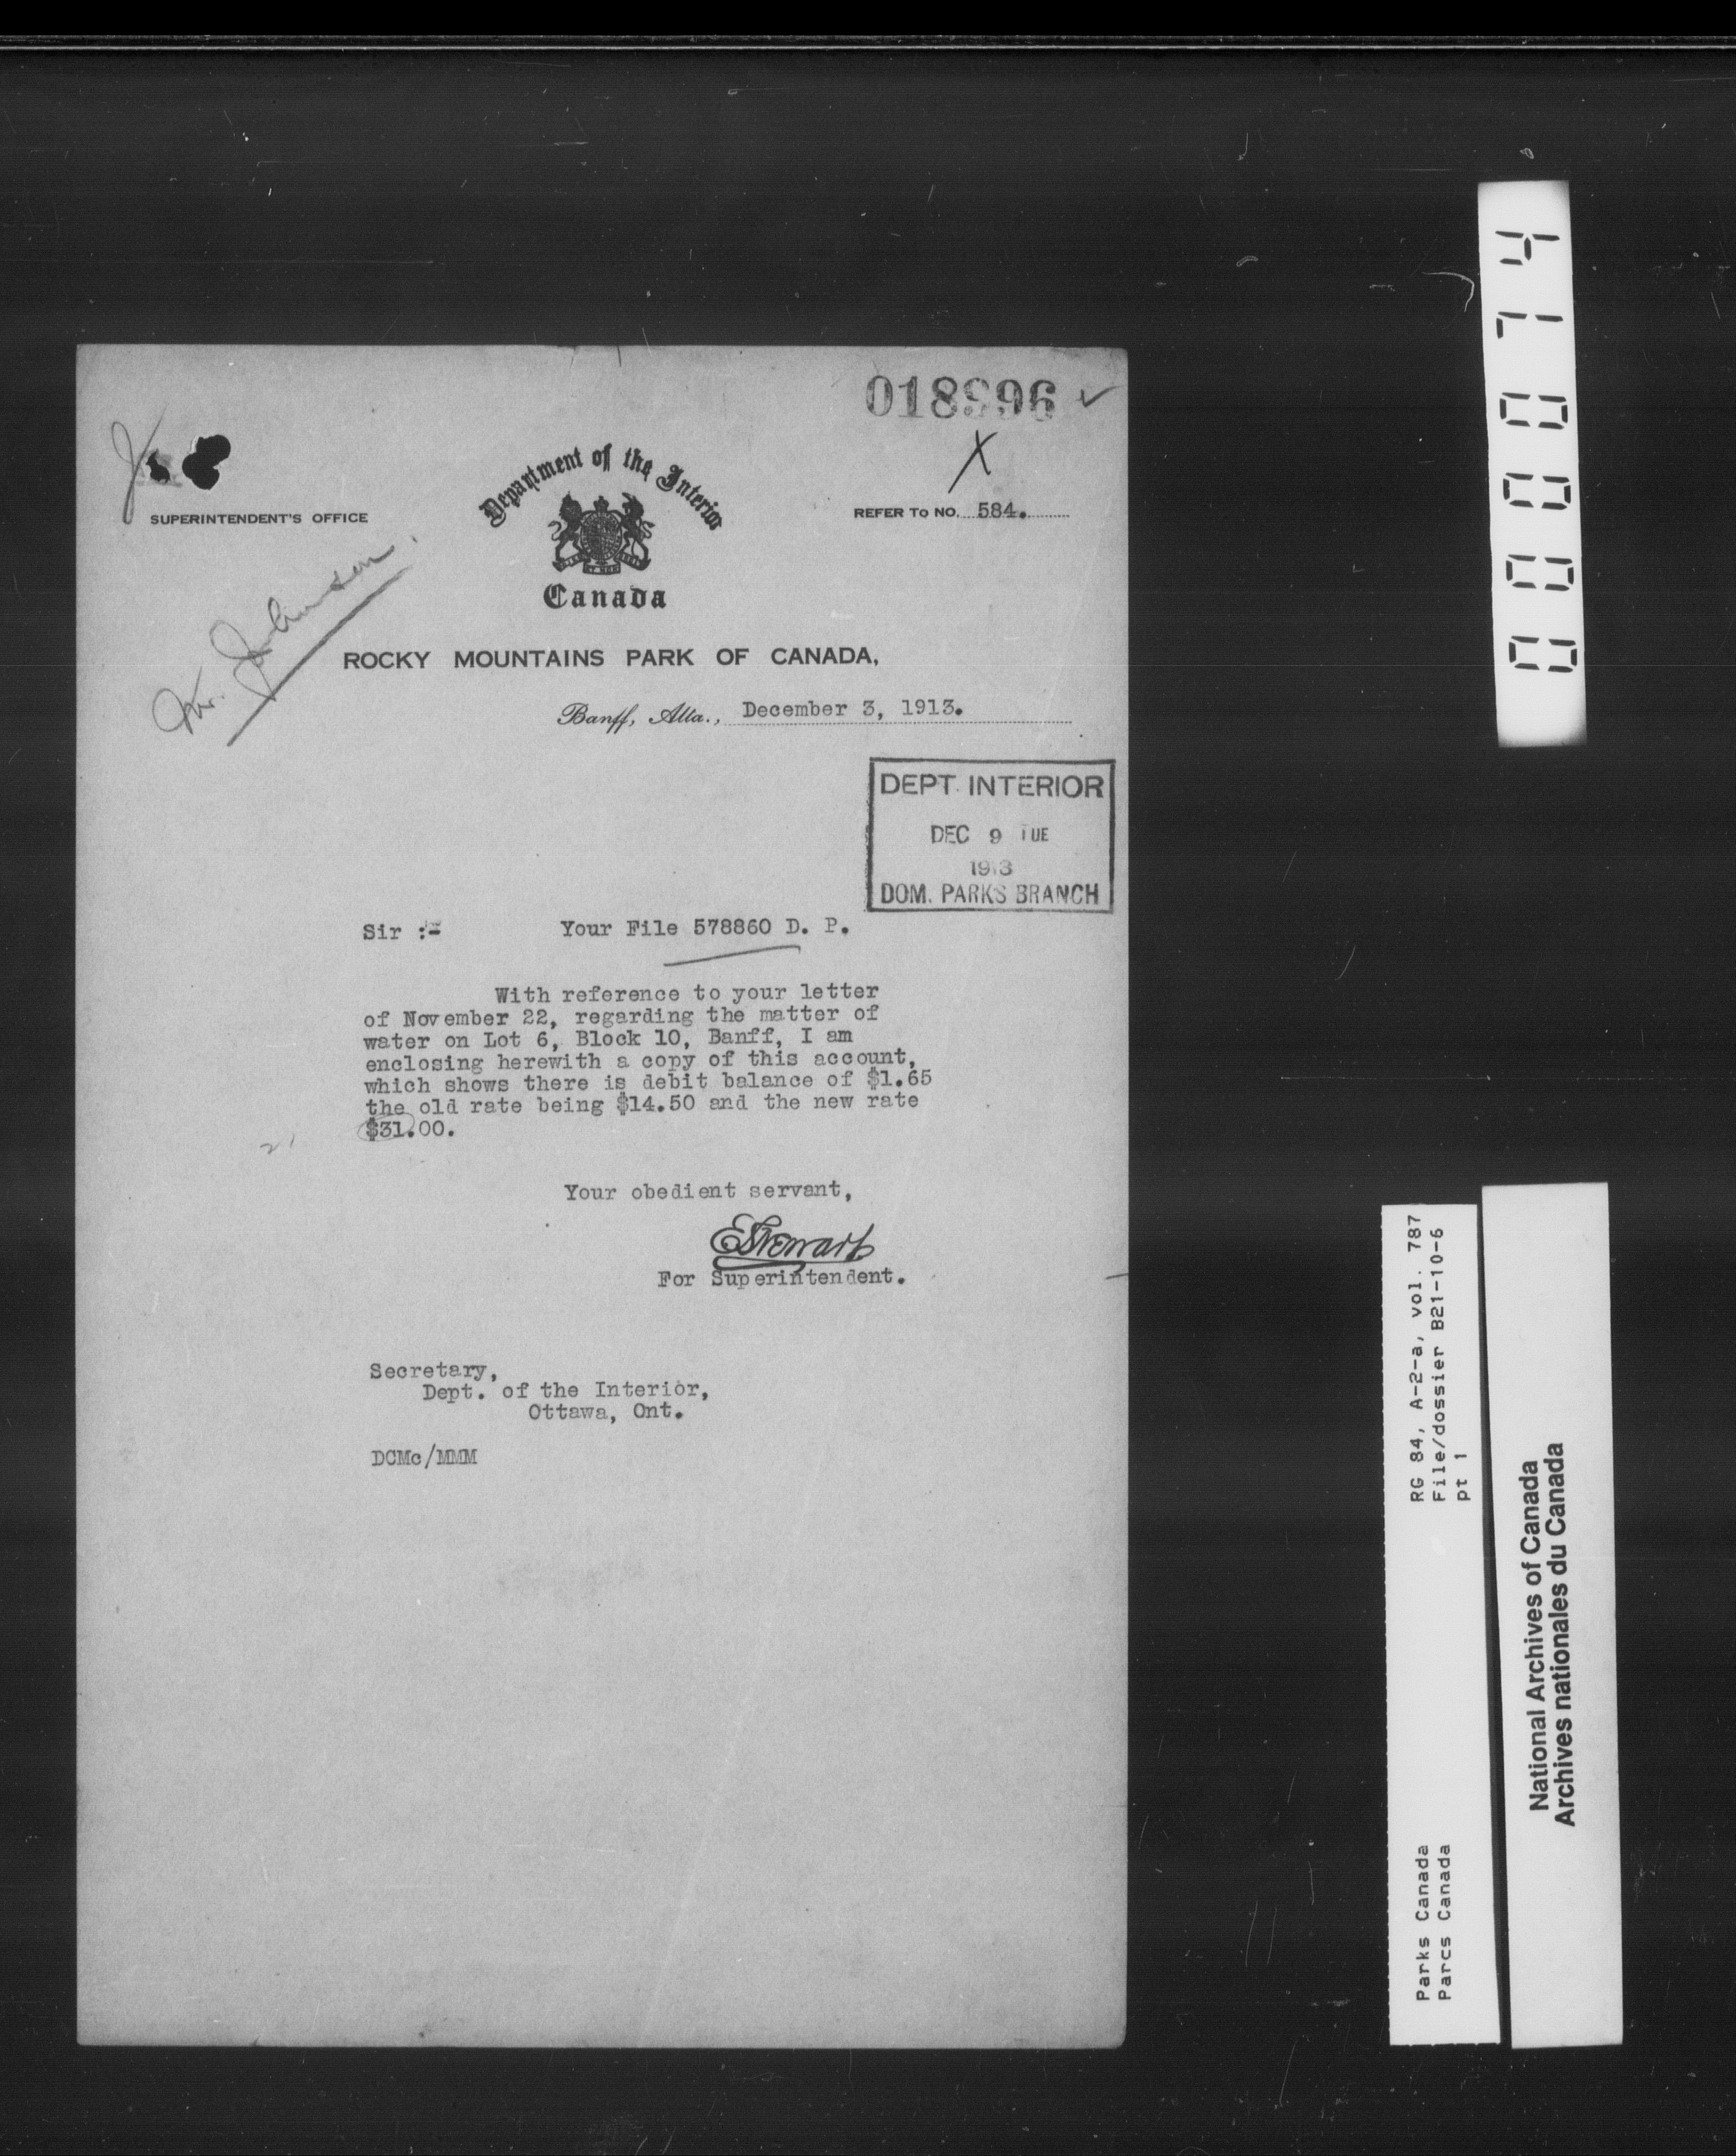 018996 ✓
X
SUPERINTENDENT'S OFFICE
Department of the Interior
Canada
REFER TO NO. 584.
Mr. Johnson.
ROCKY MOUNTAINS PARK OF CANADA,
Banff, Alta., December 3, 1913.
DEPT. INTERIOR
DEC 9 TUE
1913
DOM. PARKS BRANCH
Sir :- Your File 578860 D. P.
With reference to your letter
of November 22, regarding the matter of
water on Lot 6, Block 10, Banff, I am
enclosing herewith a copy of this account,
which shows there is debit balance of $1.65
the old rate being $14.50 and the new rate
$31.00.
21
Your obedient servant,
EStewart
For Superintendent.
Secretary,
Dept. of the Interior,
Ottawa, Ont.
DCMc/MMM
000074
RG 84, A-2-a, vol. 787
File/dossier B21-10-6
pt 1
Parks Canada
Parcs Canada
National Archives of Canada
Archives nationales du Canada